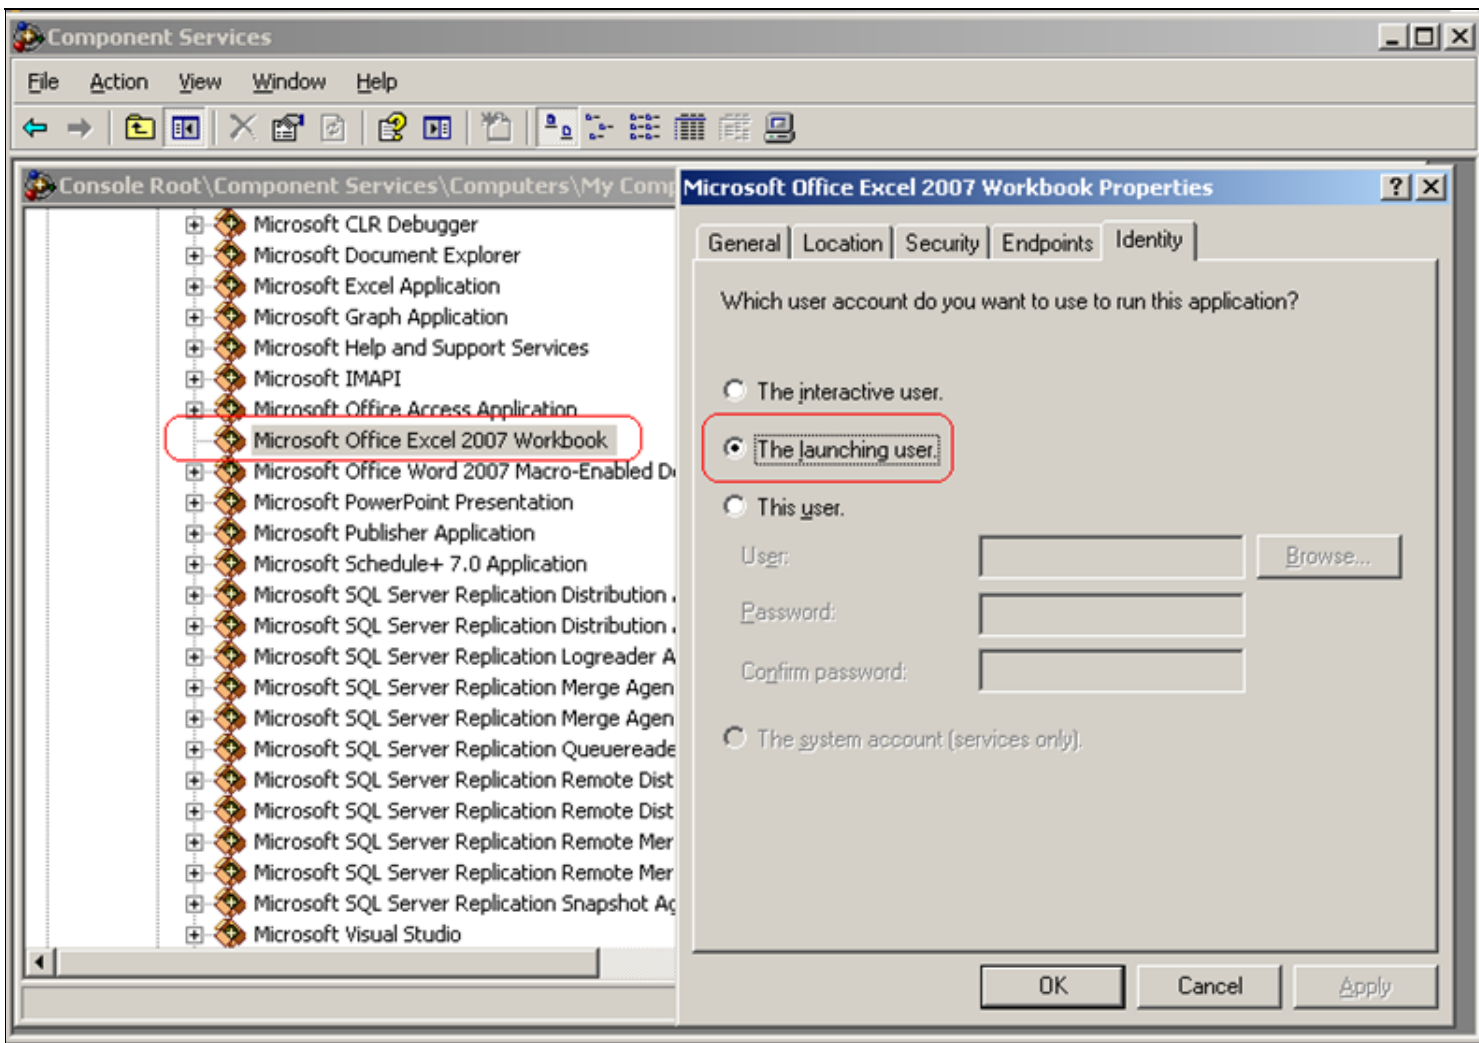 Component Services
File Action View Window Help
Console Root\Component Services\Computers\My Comp
Microsoft CLR Debugger
Microsoft Document Explorer
Microsoft Excel Application
Microsoft Graph Application
Microsoft Help and Support Services
Microsoft IMAPI
Microsoft Office Access Application
Microsoft Office Excel 2007 Workbook
Microsoft Office Word 2007 Macro-Enabled Do
Microsoft PowerPoint Presentation
Microsoft Publisher Application
Microsoft Schedule+ 7.0 Application
Microsoft SQL Server Replication Distribution
Microsoft SQL Server Replication Distribution
Microsoft SQL Server Replication Logreader A
Microsoft SQL Server Replication Merge Agen
Microsoft SQL Server Replication Merge Agen
Microsoft SQL Server Replication Queuereade
Microsoft SQL Server Replication Remote Dist
Microsoft SQL Server Replication Remote Dist
Microsoft SQL Server Replication Remote Mer
Microsoft SQL Server Replication Remote Mer
Microsoft SQL Server Replication Snapshot Ag
Microsoft Visual Studio
Microsoft Office Excel 2007 Workbook Properties
General Location Security Endpoints Identity
Which user account do you want to use to run this application?
The interactive user.
The launching user.
This user.
User:
Browse...
Password:
Confirm password:
The system account (services only).
OK Cancel Apply